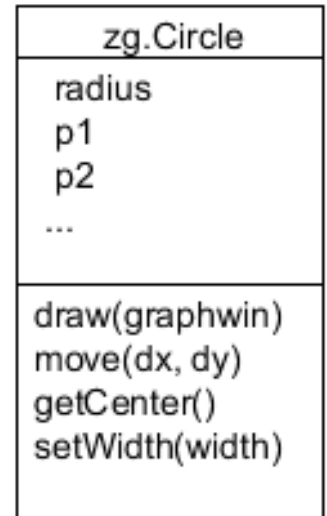 zg.Circle
radius
p1
p2
...
draw(graphwin)
move(dx, dy)
getCenter()
setWidth(width)